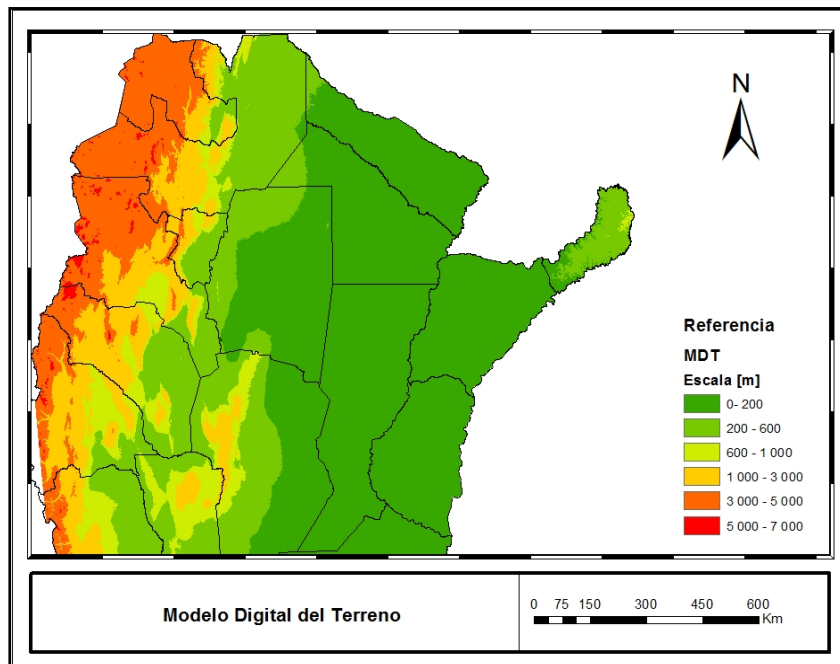 N
Referencia
MDT
Escala [m]
0- 200
200 - 600
600 - 1 000
1 000 - 3 000
3 000 - 5 000
5 000 - 7 000
Modelo Digital del Terreno
0 75 150 300 450 600
Km